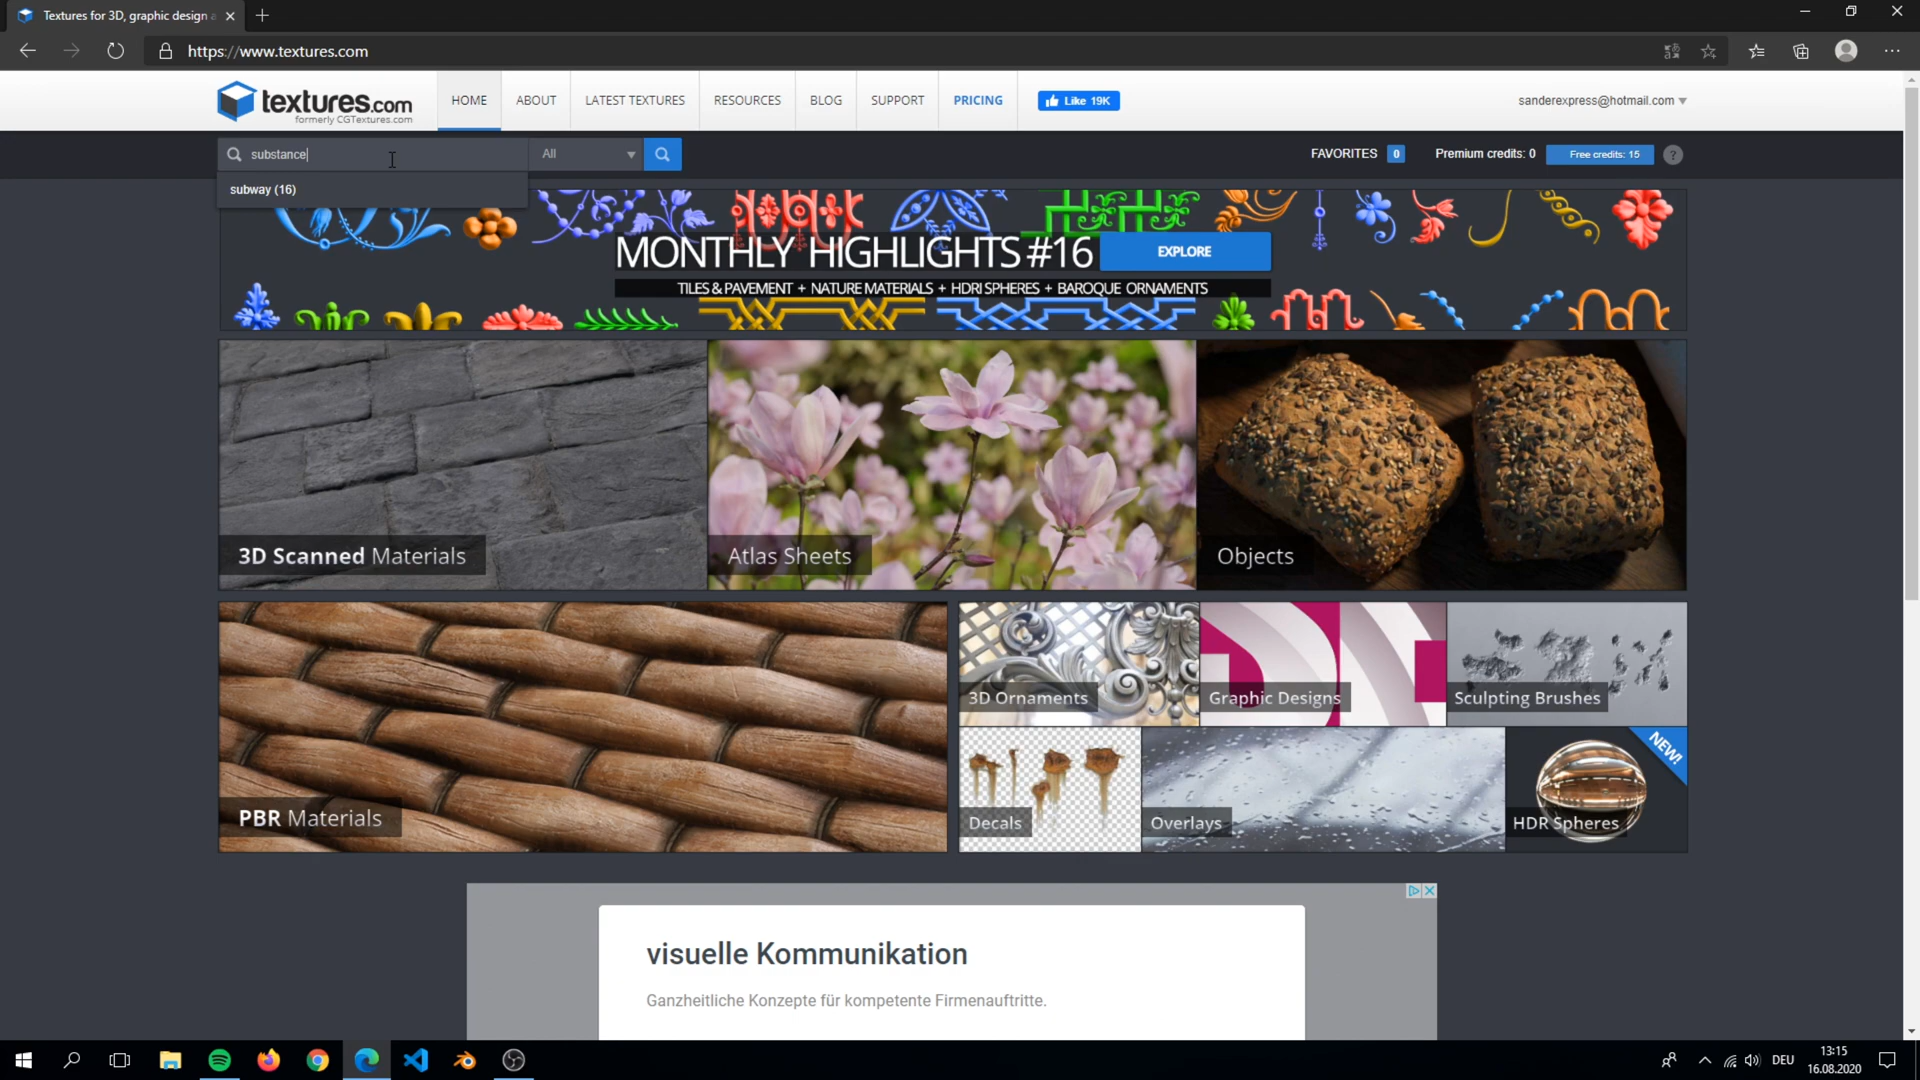 Textures for 3D, graphic design a
https://www.textures.com
textures.com
formerly CGTextures.com
HOME
ABOUT
LATEST TEXTURES
RESOURCES
BLOG
SUPPORT
PRICING
Like 19K
sanderexpress@hotmail.com
substance
All
FAVORITES 0
Premium credits: 0
Free credits: 15
?
subway (16)
MONTHLY HIGHLIGHTS #16
EXPLORE
TILES & PAVEMENT + NATURE MATERIALS + HDRI SPHERES + BAROQUE ORNAMENTS
3D Scanned Materials
Atlas Sheets
Objects
PBR Materials
3D Ornaments
Graphic Designs
Sculpting Brushes
Decals
Overlays
NEW!
HDR Spheres
visuelle Kommunikation
Ganzheitliche Konzepte für kompetente Firmenauftritte.
DEU
13:15
16.08.2020